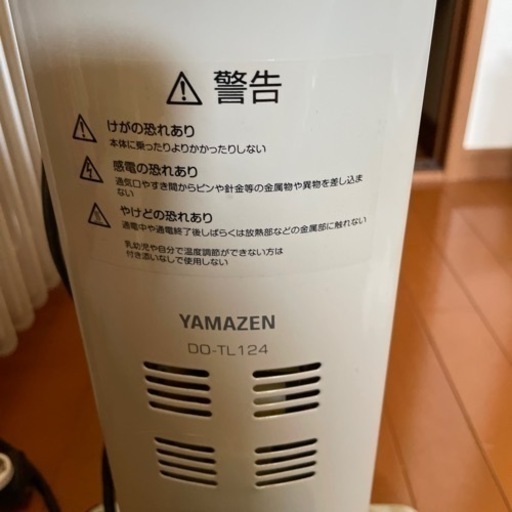 警告
けがの恐れあり
本体に乗ったりよりかかったりしない
感電の恐れあり
通気口やすき間からピンや針金等の金属物や異物を差し込ま
ない
やけどの恐れあり
通電中や通電終了後しばらくは放熱部などの金属部に触れない
乳幼児や自分で温度調節ができない方は
付き添いなしで使用しない
YAMAZEN
DO-TL124